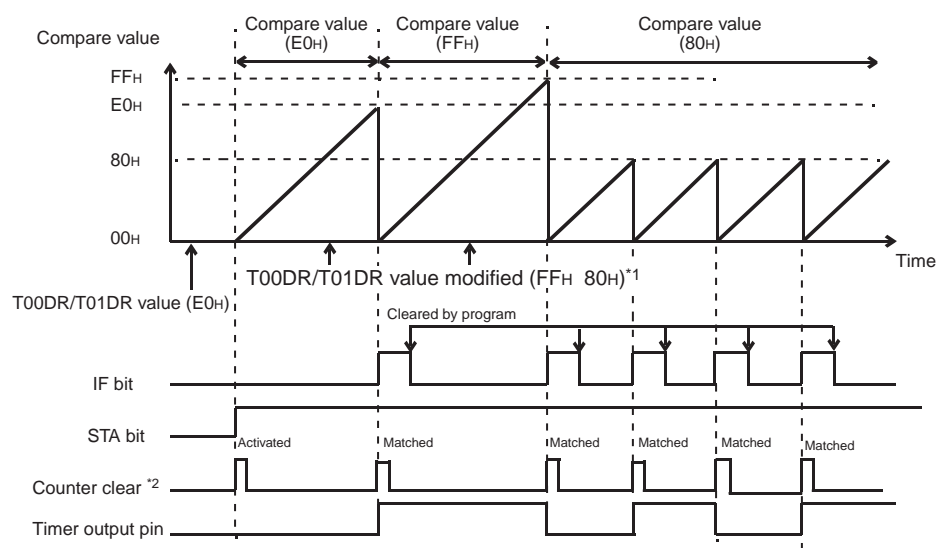 Compare value
Compare value
(E0H)
Compare value
(FFH)
Compare value
(80H)
FFH
E0H
80H
00H
Time
T00DR/T01DR value modified (FFH 80H)*1
T00DR/T01DR value (E0H)
Cleared by program
IF bit
STA bit
Activated
Matched
Matched
Matched
Matched
Matched
Counter clear *2
Timer output pin